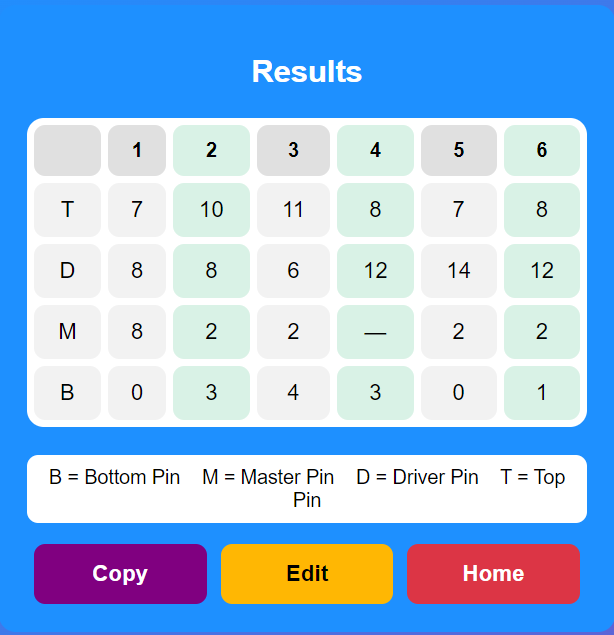 Results
1 2 3 4 5 6
T 7 10 11 8 7 8
D 8 8 6 12 14 12
M 8 2 2 — 2 2
B 0 3 4 3 0 1
B = Bottom Pin M = Master Pin D = Driver Pin T = Top
Pin
Copy Edit Home